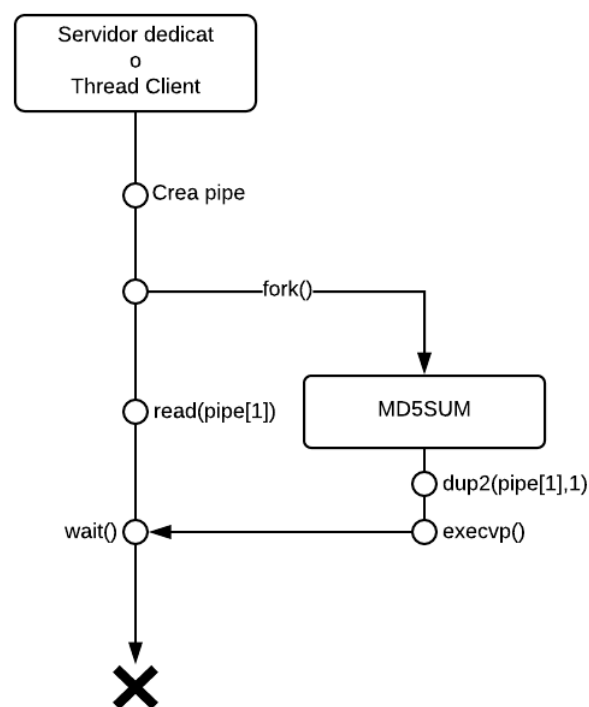 Servidor dedicat
o
Thread Client
Crea pipe
fork()
read(pipe[1])
MD5SUM
dup2(pipe[1],1)
wait()
execvp()